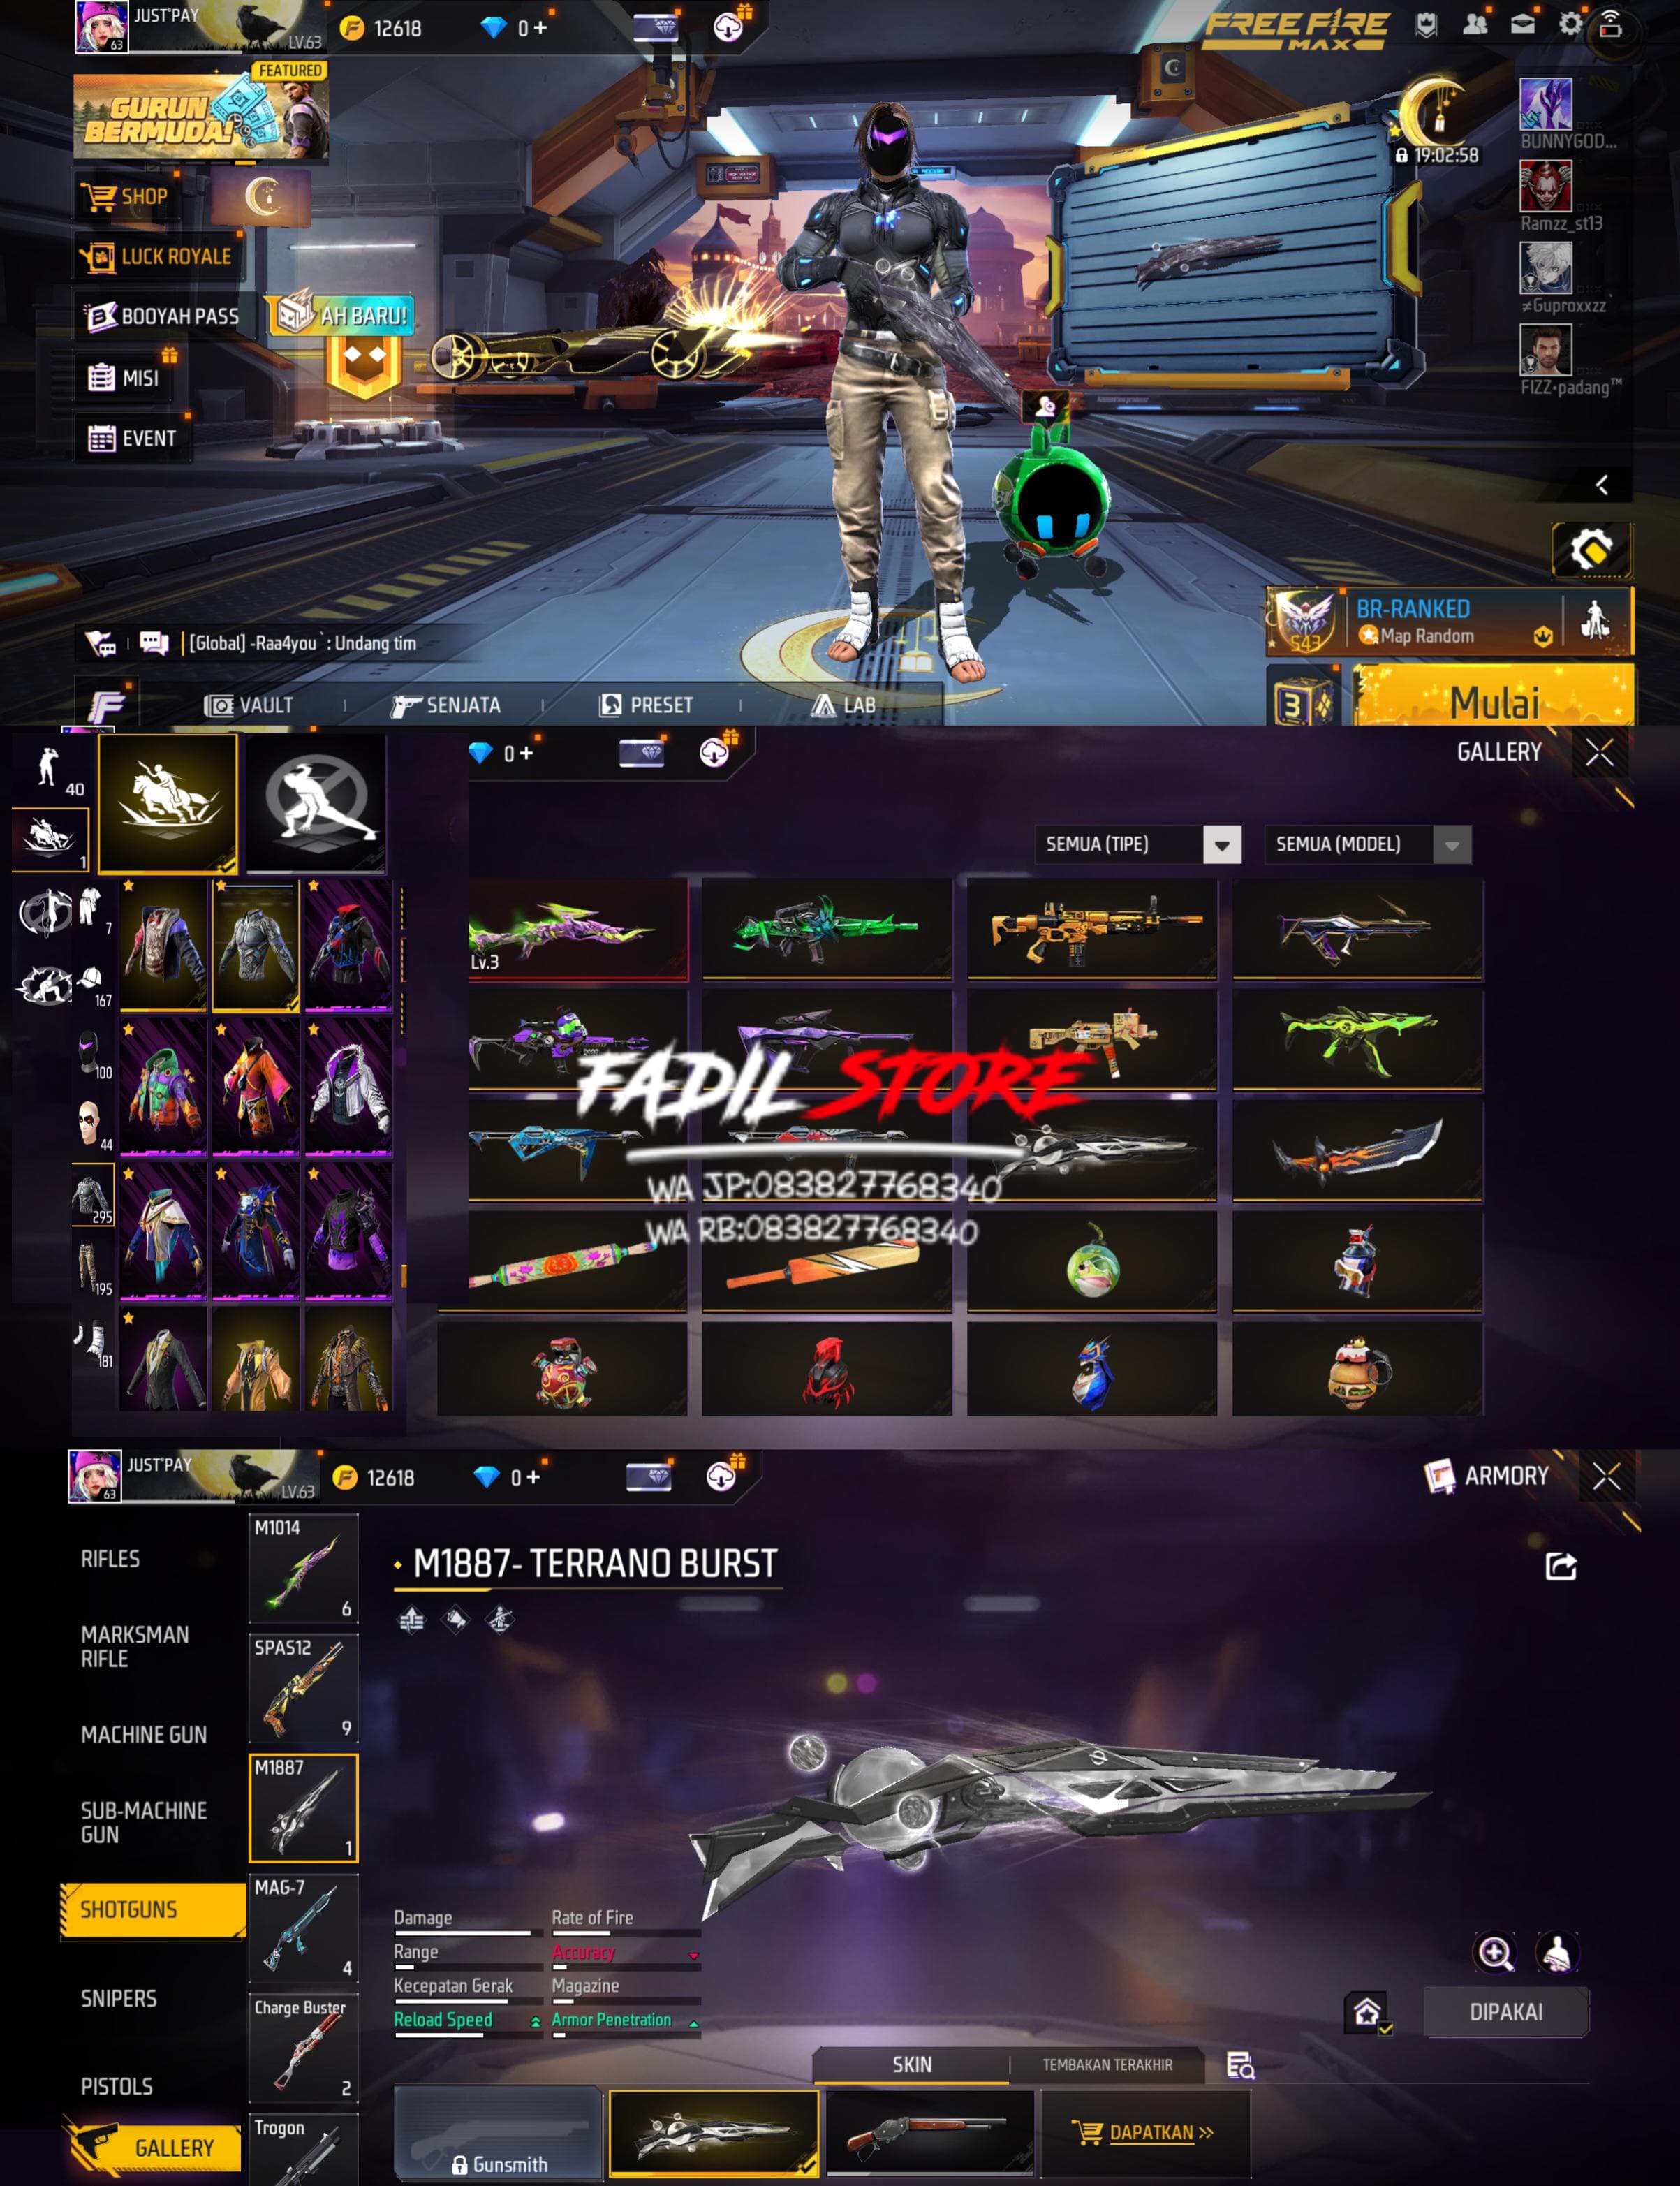 JUST'PAY
63
LV.63
12618
0 +
FREE FIRE
MAX
FEATURED
GURUN
BERMUDA!
19:02:58
BUNNYGOD...
SHOP
Ramzz_st13
LUCK ROYALE
≠Guproxxzz`
BOOYAH PASS
AH BARU!
FIZZ•padang™
MISI
EVENT
BR-RANKED
Map Random
S43
[Global] -Raa4you `: Undang tim
VAULT
SENJATA
PRESET
LAB
3
Mulai
0 +
GALLERY
40
1
SEMUA (TIPE)
SEMUA (MODEL)
7
Lv.3
167
100
FADIL STORE
44
WA JP:083827768340
295
WA RB:083827768340
195
181
JUST'PAY
63
LV.63
12618
0 +
ARMORY
RIFLES
MARKSMAN
RIFLE
MACHINE GUN
SUB-MACHINE
GUN
SHOTGUNS
SNIPERS
PISTOLS
GALLERY
M1014
6
SPAS12
9
M1887
1
MAG-7
4
Charge Buster
2
Trogon
M1887- TERRANO BURST
Damage
Rate of Fire
Range
Accuracy
Kecepatan Gerak
Magazine
Reload Speed
Armor Penetration
DIPAKAI
SKIN
TEMBAKAN TERAKHIR
Gunsmith
DAPATKAN >>